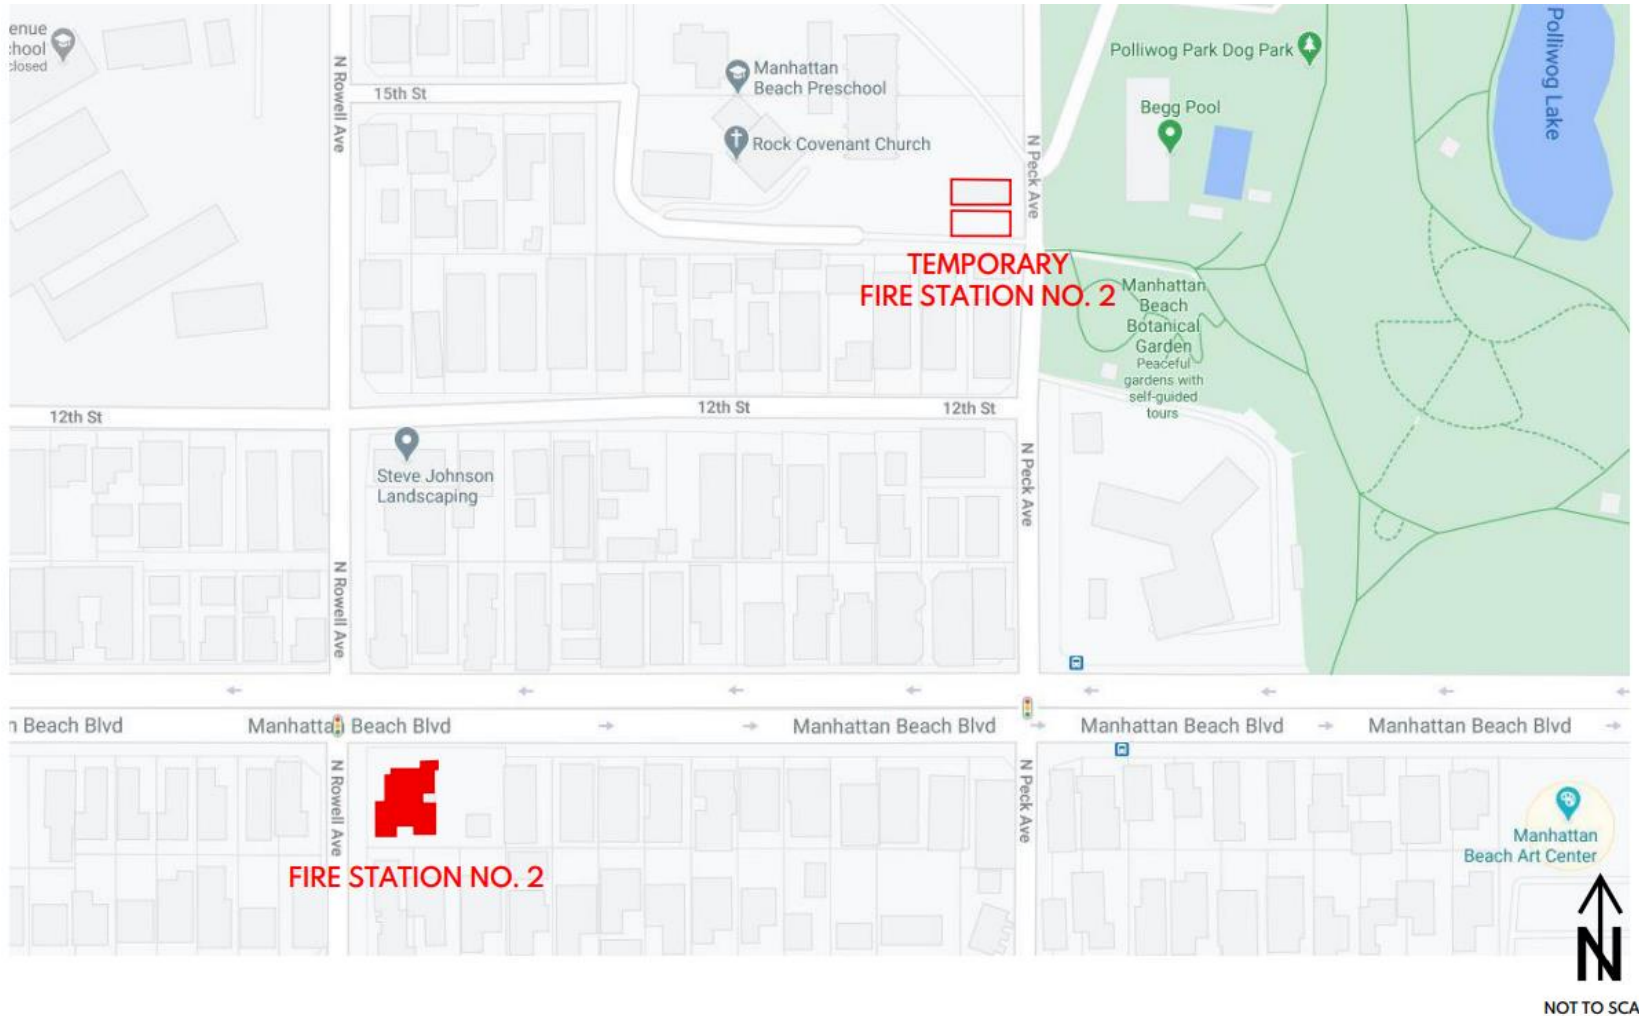 enue
hool
closed
N Rowell Ave
15th St
Manhattan
Beach Preschool
Rock Covenant Church
N Peck Ave
Polliwog Park Dog Park
Begg Pool
Polliwog Lake
TEMPORARY
FIRE STATION NO. 2
Manhattan
Beach
Botanical
Garden
Peaceful
gardens with
self-guided
tours
12th St
12th St
12th St
Steve Johnson
Landscaping
N Peck Ave
N Rowell Ave
n Beach Blvd
Manhattan Beach Blvd
Manhattan Beach Blvd
Manhattan Beach Blvd
Manhattan Beach Blvd
N Rowell Ave
N Peck Ave
FIRE STATION NO. 2
Manhattan
Beach Art Center
N
NOT TO SCA